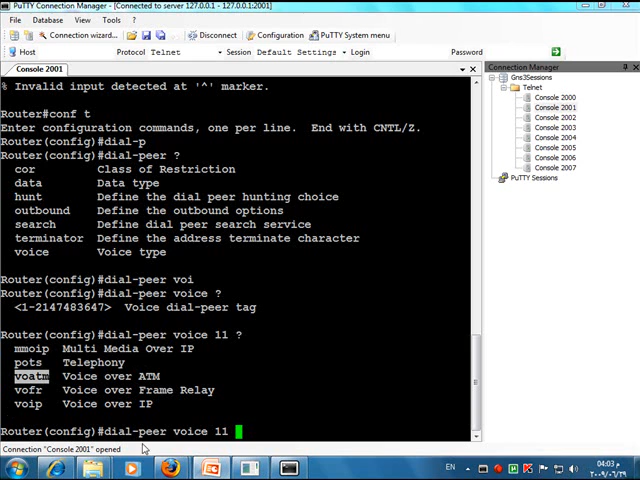 PuTTY Connection Manager - [Connected to server 127.0.0.1 - 127.0.0.1:2001]
File Database View Tools ?
Connection wizard... Disconnect Configuration PuTTY System menu
Host Protocol Telnet Session Default Settings Login Password
Console 2001
Connection Manager
% Invalid input detected at '^' marker.
Router#conf t
Enter configuration commands, one per line.  End with CNTL/Z.
Router(config)#dial-p
Router(config)#dial-peer ?
cor Class of Restriction
data Data type
hunt Define the dial peer hunting choice
outbound Define the outbound options
search Define dial peer search service
terminator Define the address terminate character
voice Voice type
Router(config)#dial-peer voi
Router(config)#dial-peer voice ?
<1-2147483647>  Voice dial-peer tag
Router(config)#dial-peer voice 11 ?
mmoip Multi Media Over IP
pots Telephony
voatm Voice over ATM
vofr Voice over Frame Relay
voip Voice over IP
Router(config)#dial-peer voice 11
Gns3Sessions
Telnet
Console 2000
Console 2001
Console 2002
Console 2003
Console 2004
Console 2005
Console 2006
Console 2007
PuTTY Sessions
Connection "Console 2001" opened
EN
04:03 م
٢٠٠٩/٠٦/٢٩